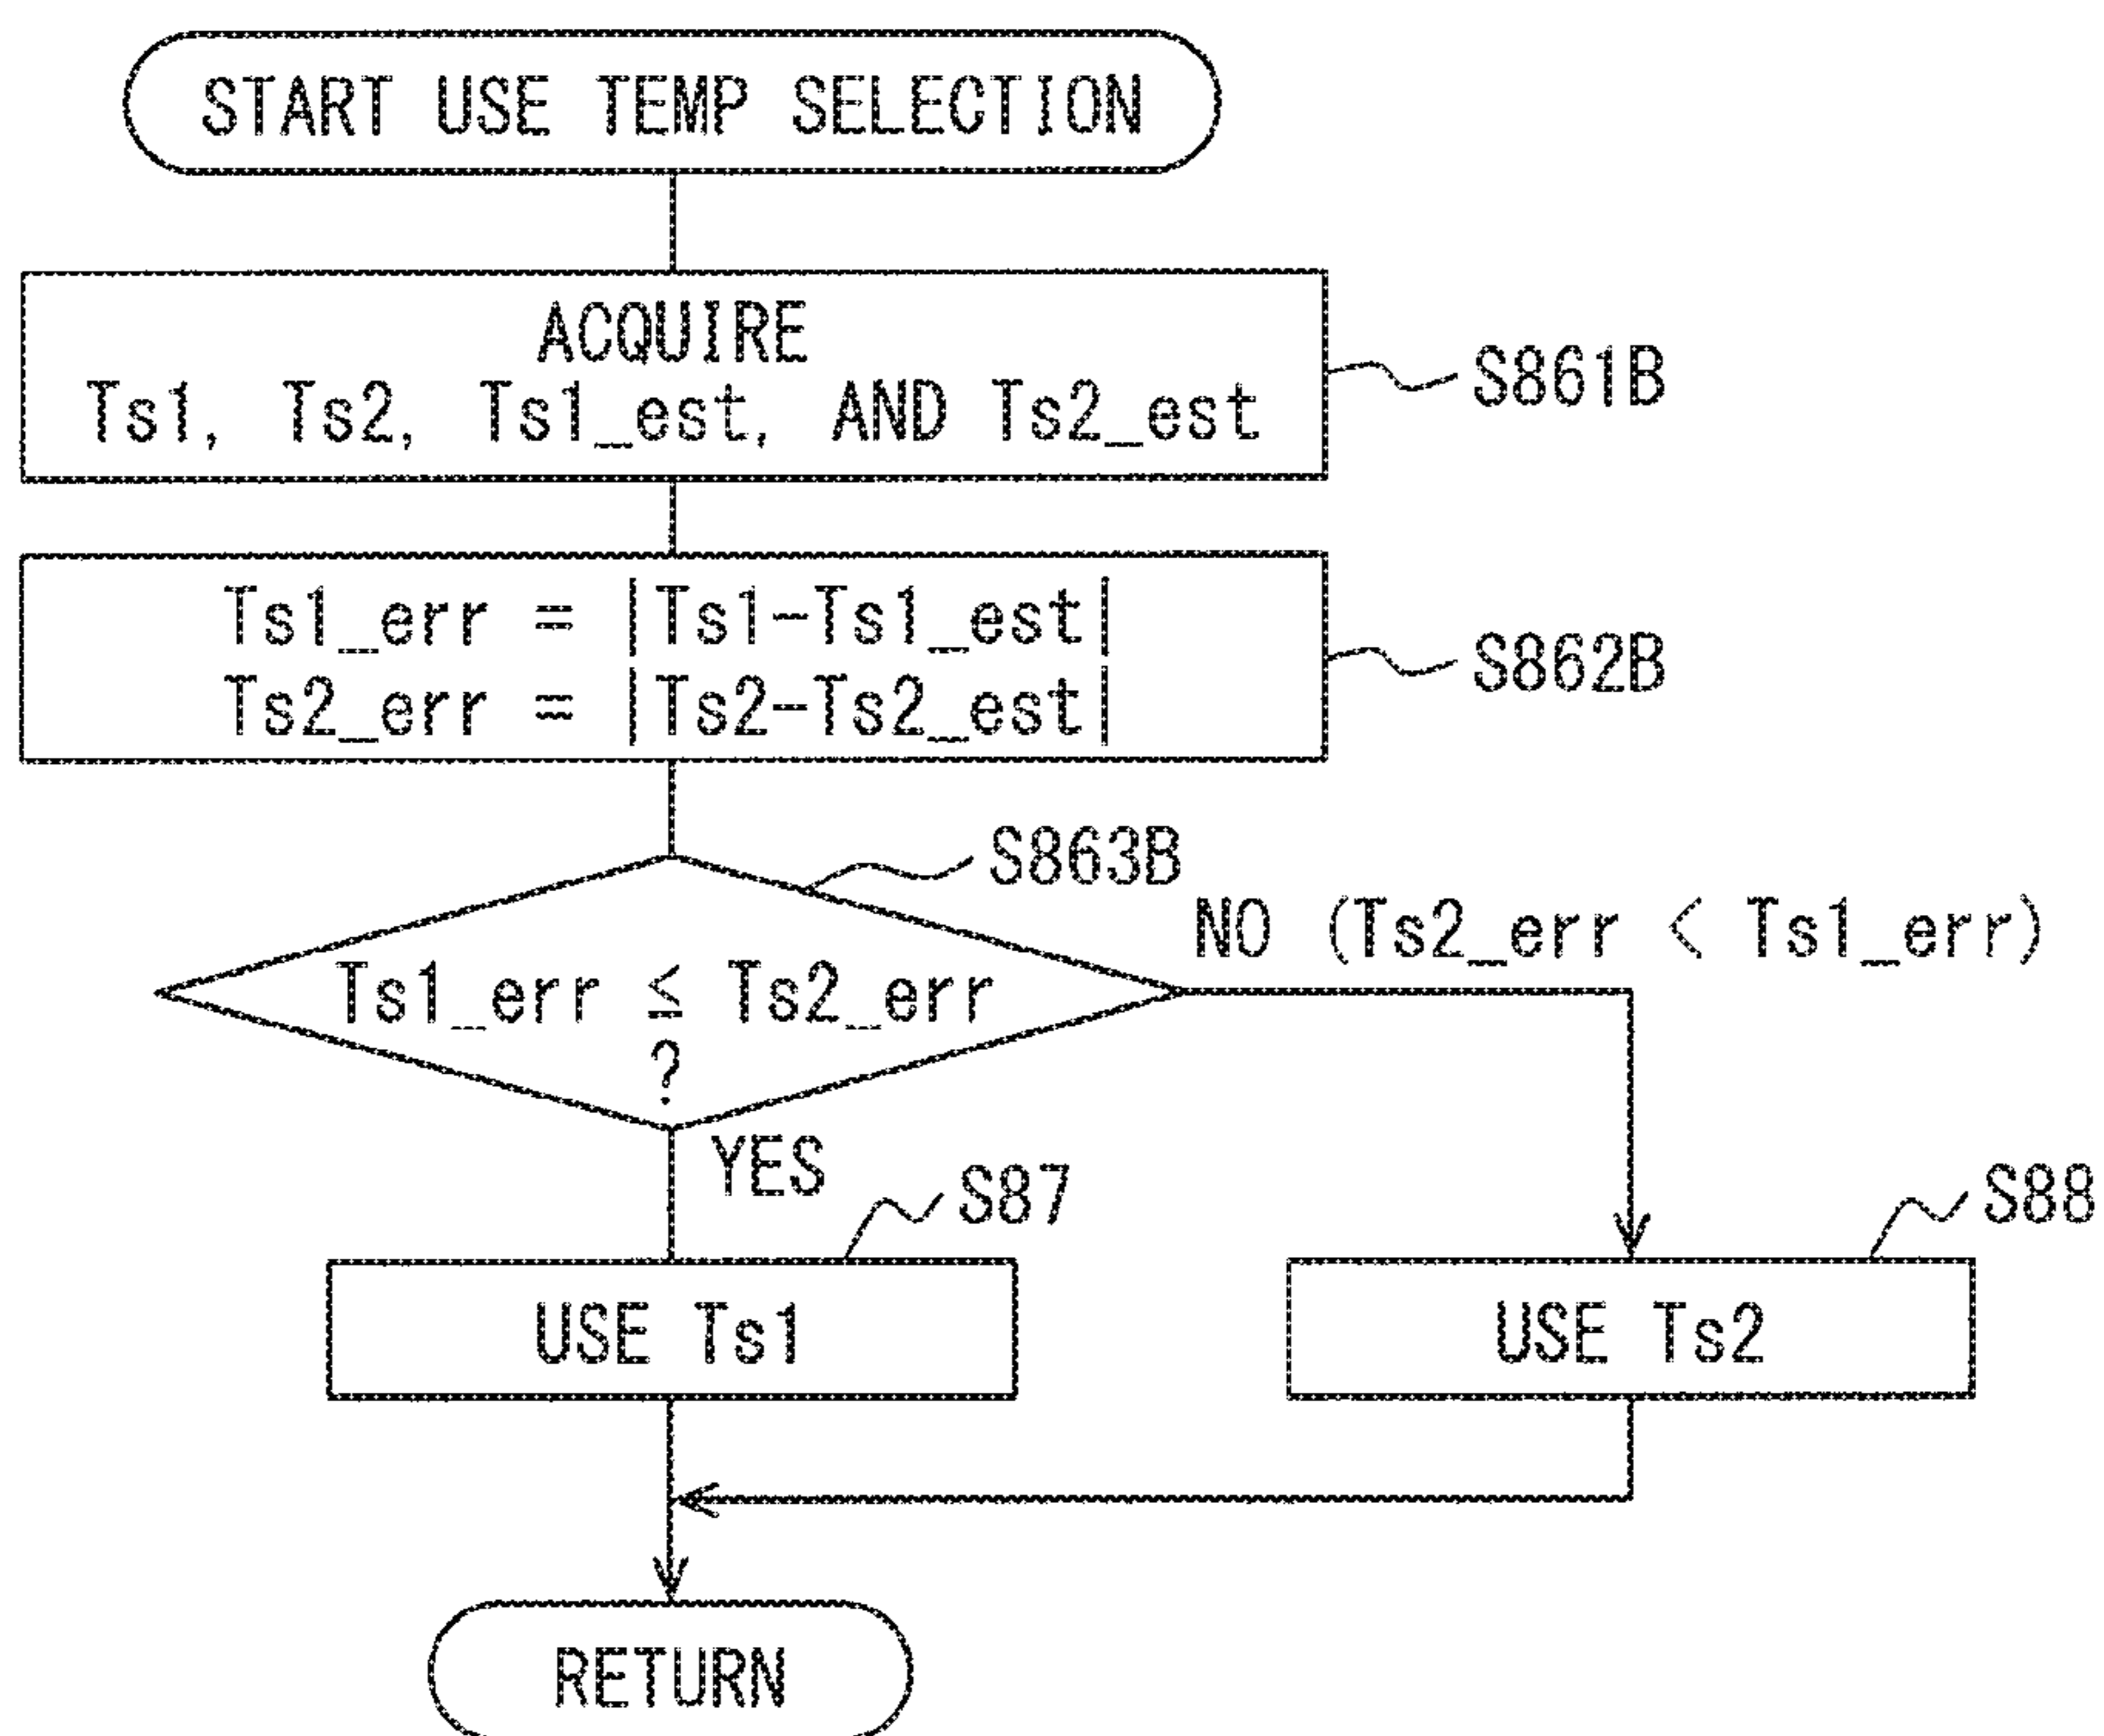 START USE TEMP SELECTION
ACQUIRE
Ts1, Ts2, Ts1_est, AND Ts2_est
S861B
Ts1_err = |Ts1-Ts1_est|
Ts2_err = |Ts2-Ts2_est|
S862B
S863B
NO (Ts2_err < Ts1_err)
Ts1_err ≤ Ts2_err
?
YES
S87
S88
USE Ts1
USE Ts2
RETURN